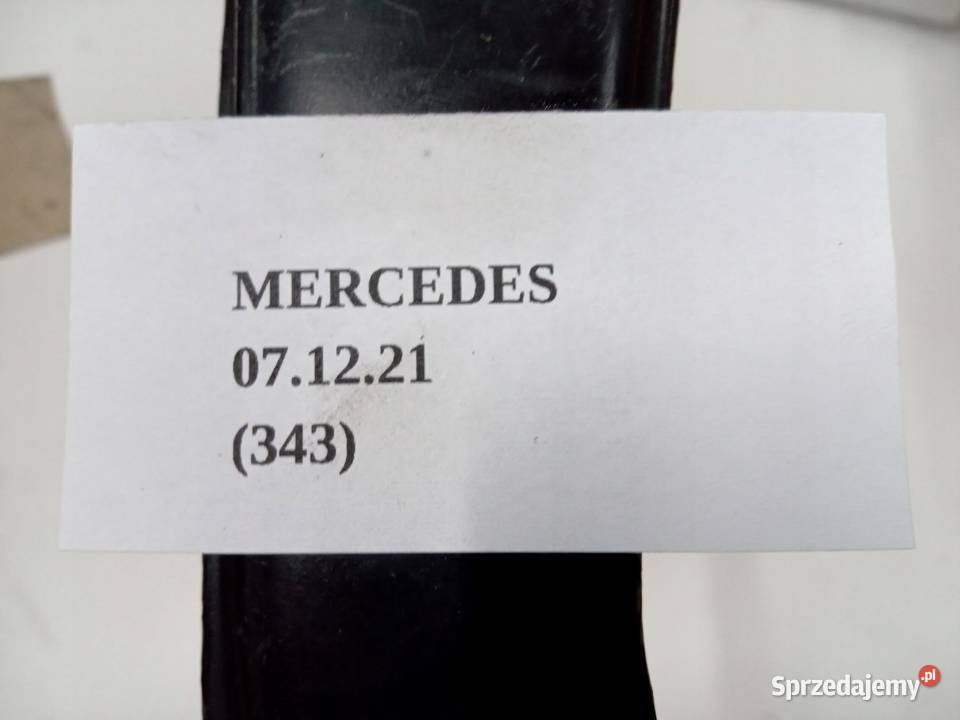 MERCEDES
07.12.21
(343)
Sprzedajemy.pl